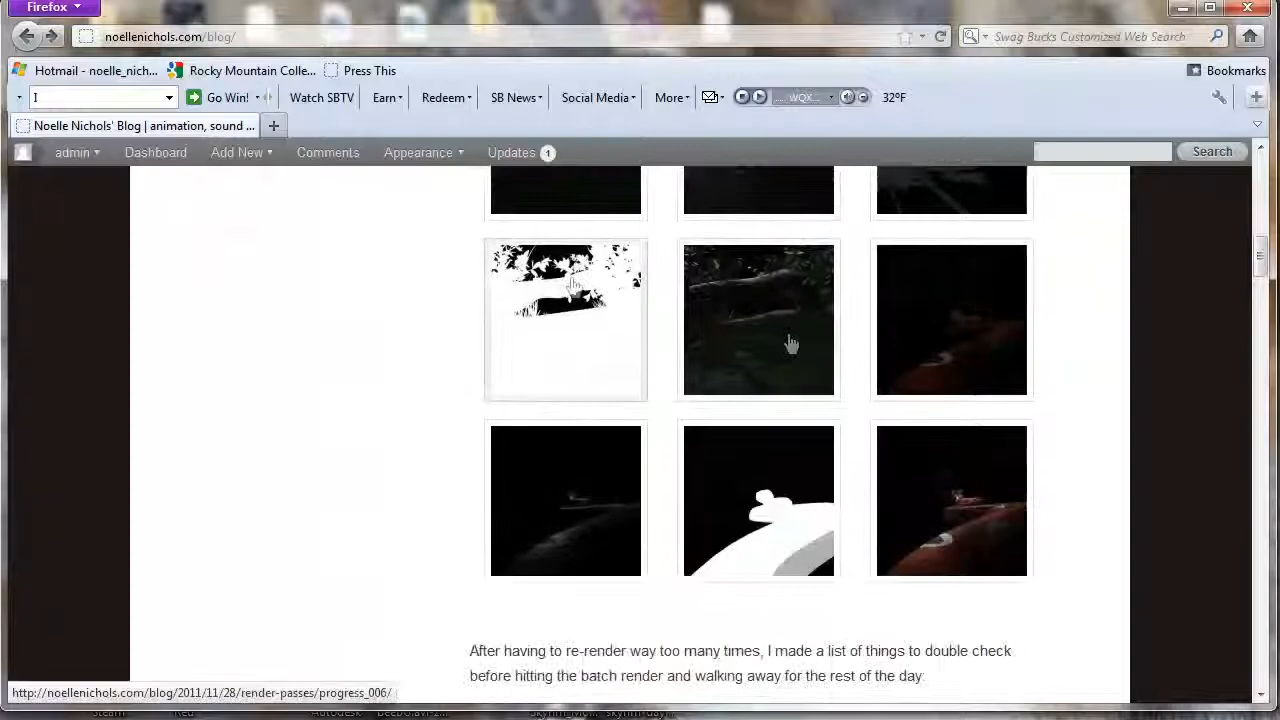 Firefox
noellenichols.com/blog/
Swag Bucks Customized Web Search
Hotmail - noelle_nich...
Rocky Mountain Colle...
Press This
Bookmarks
Go Win!
Watch SBTV
Earn
Redeem
SB News
Social Media
More
WQX...
32°F
Noelle Nichols' Blog | animation, sound ...
admin
Dashboard
Add New
Comments
Appearance
Updates 1
Search
After having to re-render way too many times, I made a list of things to double check
before hitting the batch render and walking away for the rest of the day:
http://noellenichols.com/blog/2011/11/28/render-passes/progress_006/
Steam
Red
Autodesk